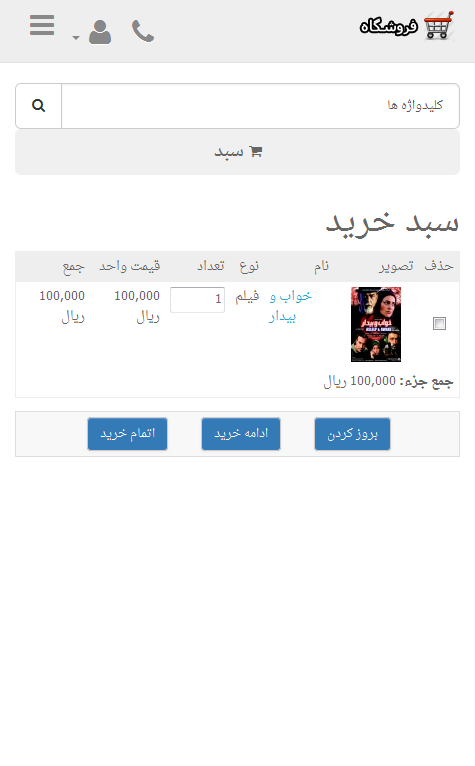 فروشگاه
کلیدواژه ها
سبد
سبد خرید
حذف تصویر نام نوع تعداد قیمت واحد جمع
خواب و بیدار فیلم 1 100,000 ریال 100,000 ریال
جمع جزء: 100,000 ریال
بروز کردن ادامه خرید اتمام خرید